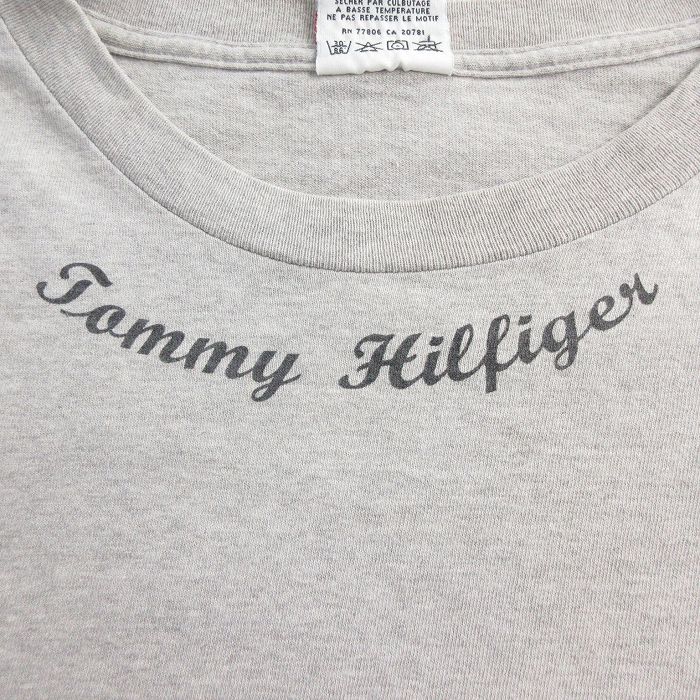 SECHER PAR CULBUTAGE
A BASSE TEMPERATURE
NE PAS REPASSER LE MOTIF
RN 77806 CA 20781
Tommy Hilfiger